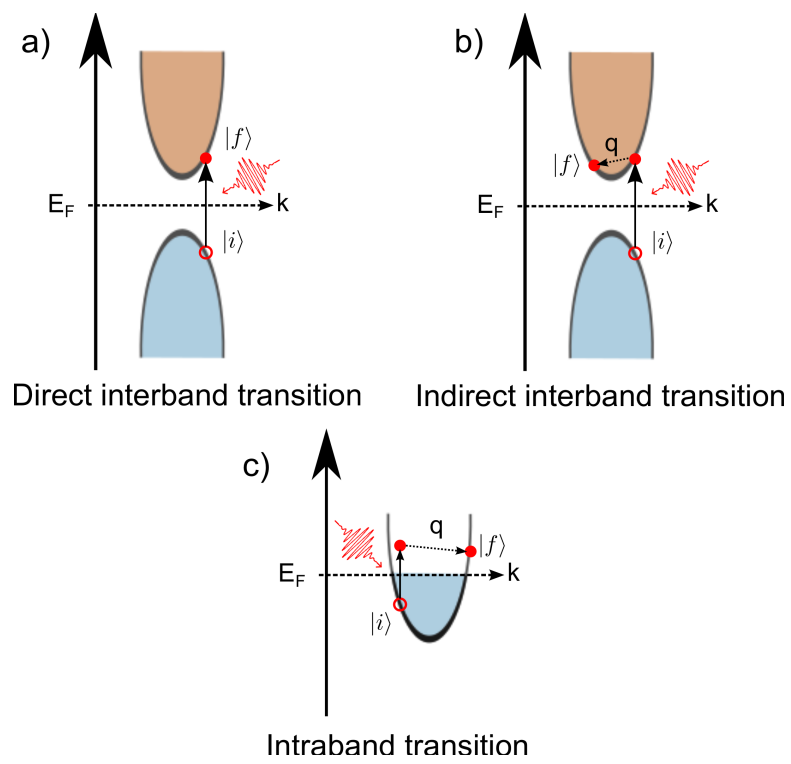 a)
|f⟩
E_F
k
|i⟩
Direct interband transition
b)
q
|f⟩
E_F
k
|i⟩
Indirect interband transition
c)
q
|f⟩
E_F
k
|i⟩
Intraband transition